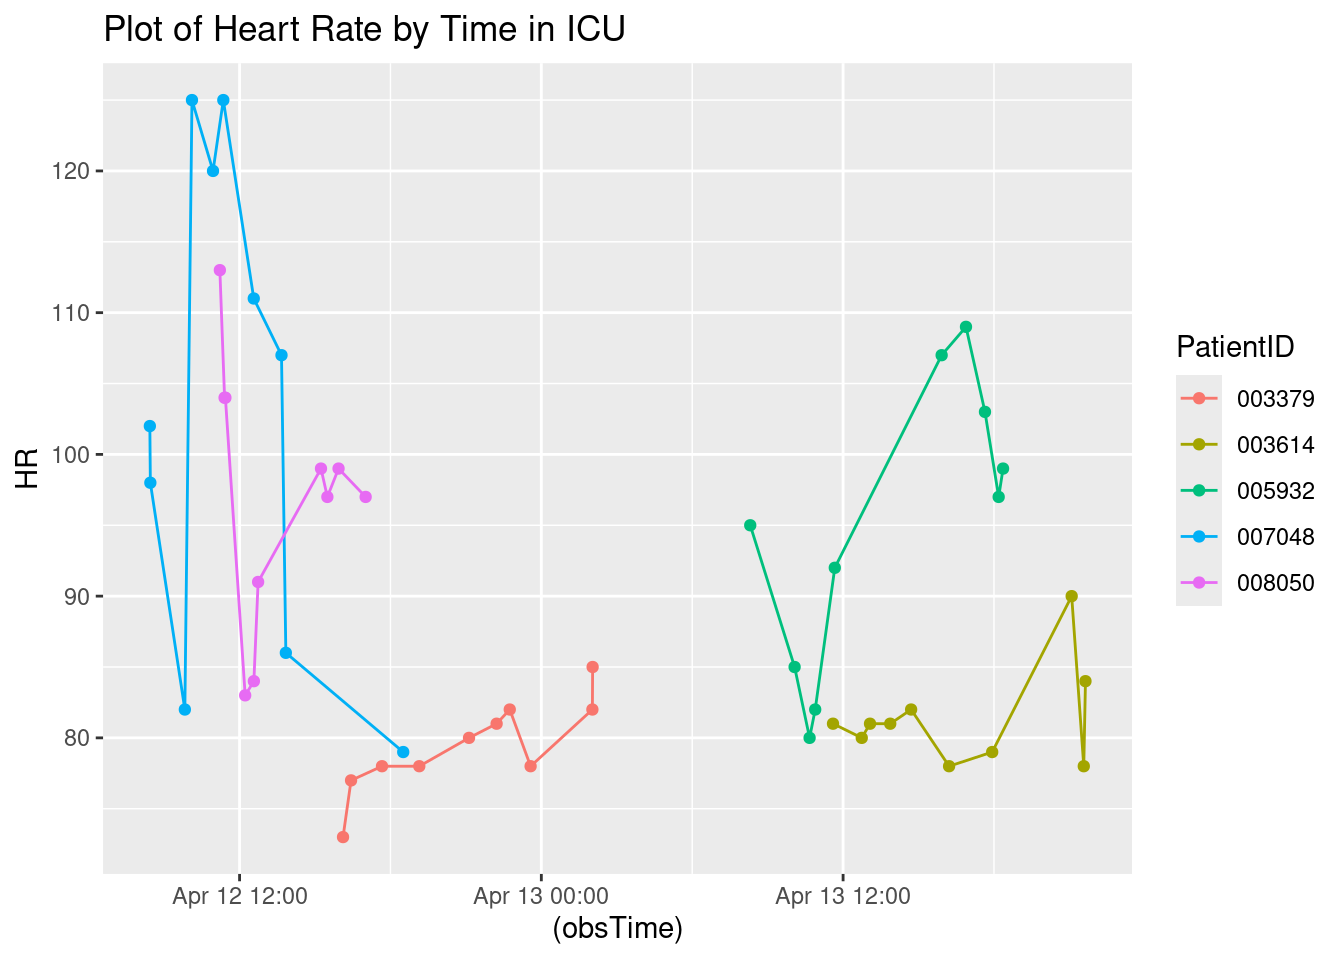 Plot of Heart Rate by Time in ICU
HR
120
110
100
90
80
Apr 12 12:00
Apr 13 00:00
Apr 13 12:00
(obsTime)
PatientID
003379
003614
005932
007048
008050